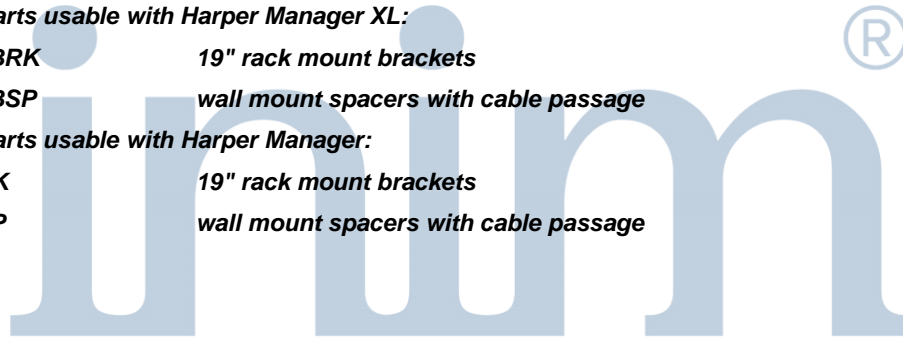 arts usable with Harper Manager XL:
BRK 19" rack mount brackets
BSP wall mount spacers with cable passage
arts usable with Harper Manager:
K 19" rack mount brackets
P wall mount spacers with cable passage
inim®